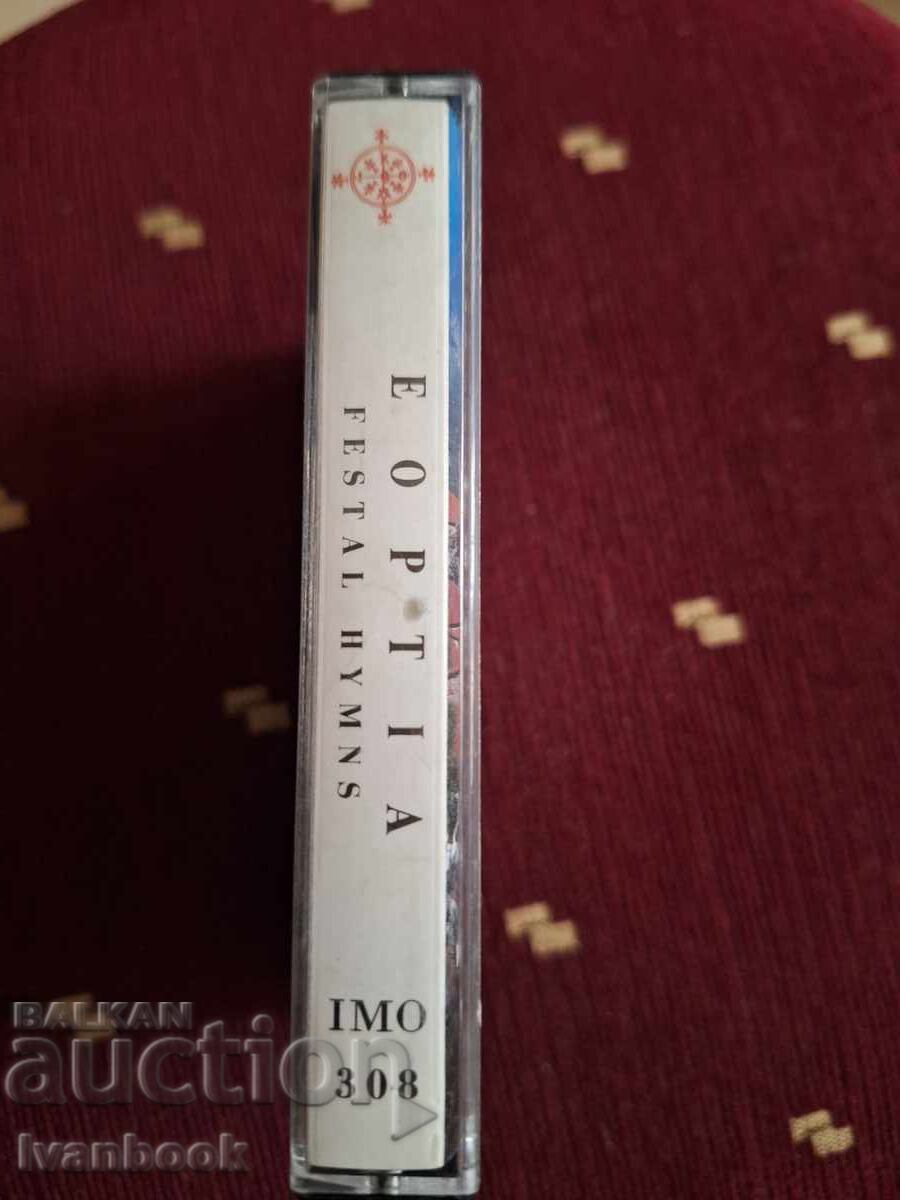 ΕΟΡΤΙΑ
FESTAL HYMNS
IMO
308
BALKAN
auction
Ivanbook